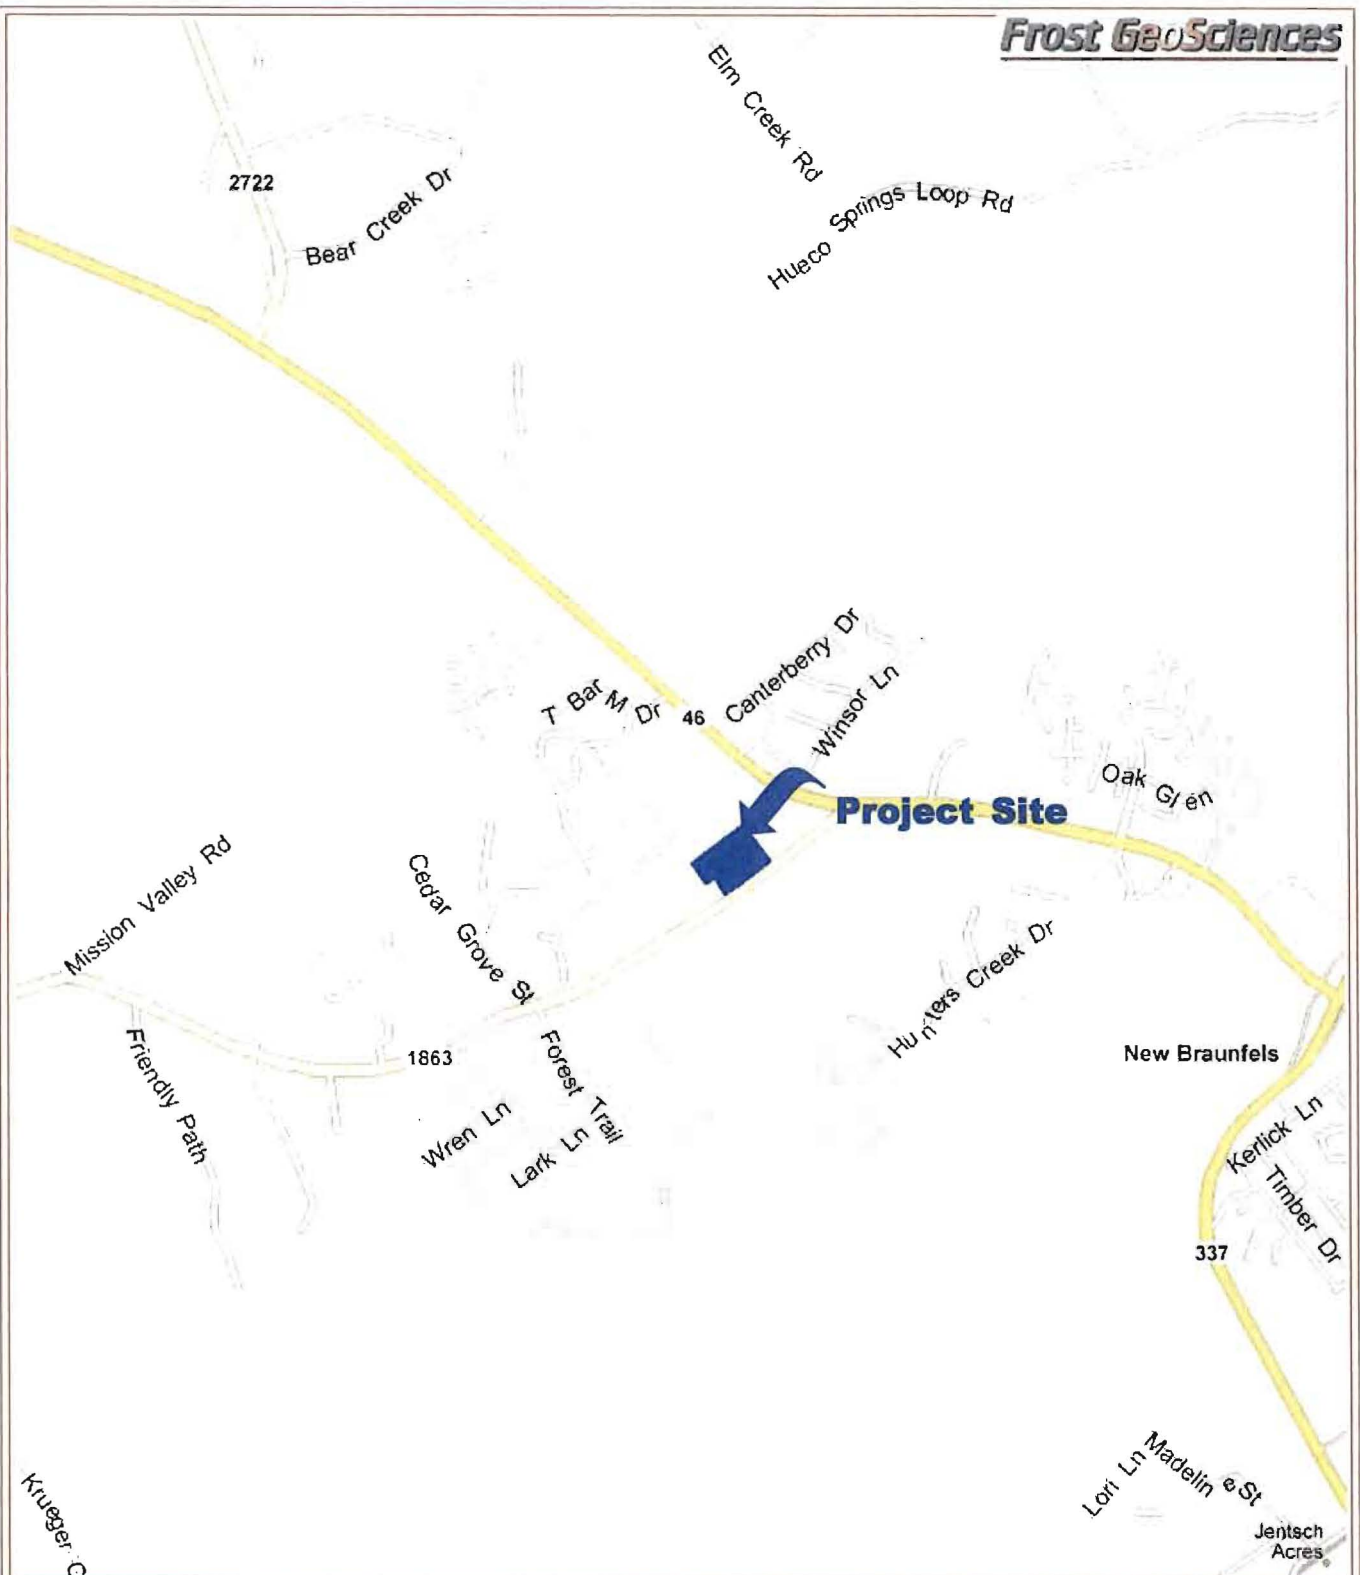 Frost GeoSciences
Elm Creek Rd
2722
Bear Creek Dr
Hueco Springs Loop Rd
Canterberry Dr
T Bar M Dr
46
Winsor Ln
Oak Glen
Project Site
Mission Valley Rd
Cedar Grove St
Hunters Creek Dr
Friendly Path
1863
Forest Trail
New Braunfels
Wren Ln
Lark Ln
Kerlick Ln
Timber Dr
337
Lori Ln
Madeline St
Krueger
Jentsch
Acres